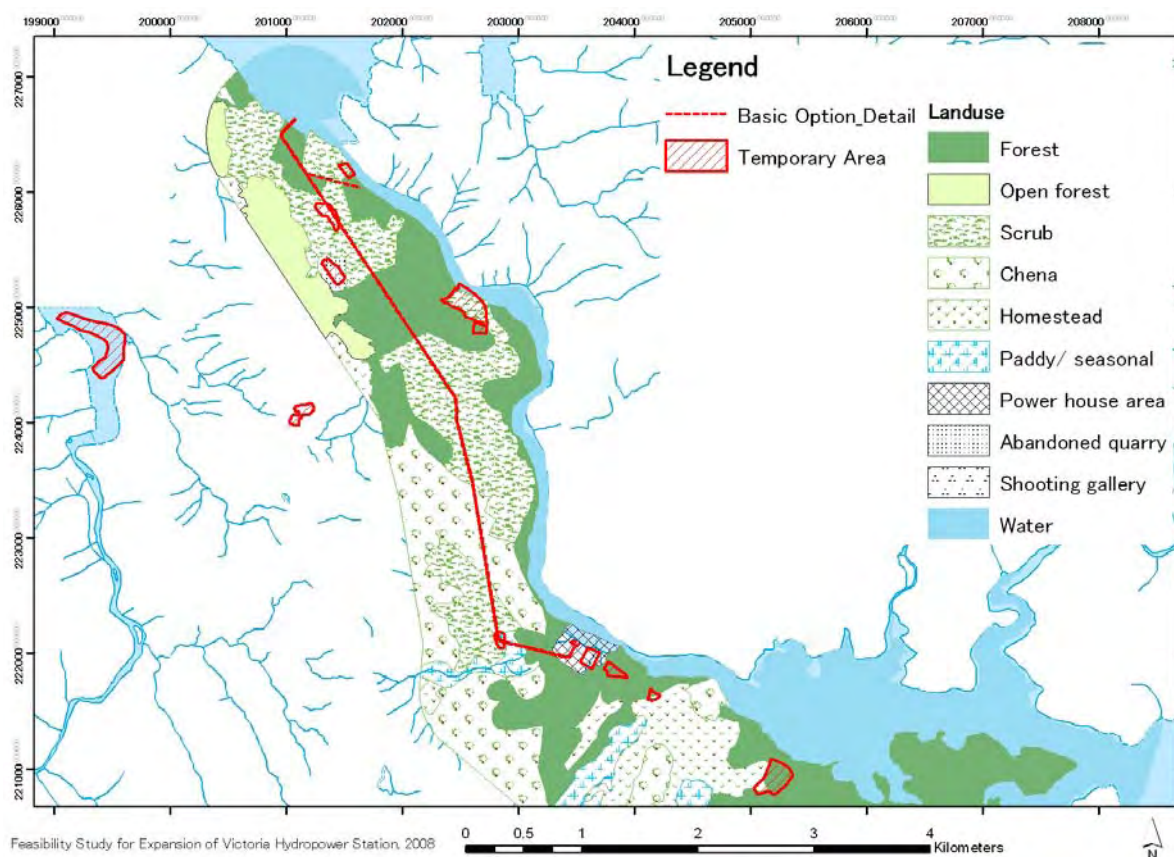 199000 200000 201000 202000 203000 204000 205000 206000 207000 208000
227000
226000
225000
224000
223000
222000
221000
Legend
Basic Option_Detail
Temporary Area
Landuse
Forest
Open forest
Scrub
Chena
Homestead
Paddy/ seasonal
Power house area
Abandoned quarry
Shooting gallery
Water
Feasibility Study for Expansion of Victoria Hydropower Station, 2008
0 0.5 1 2 3 4
Kilometers
N